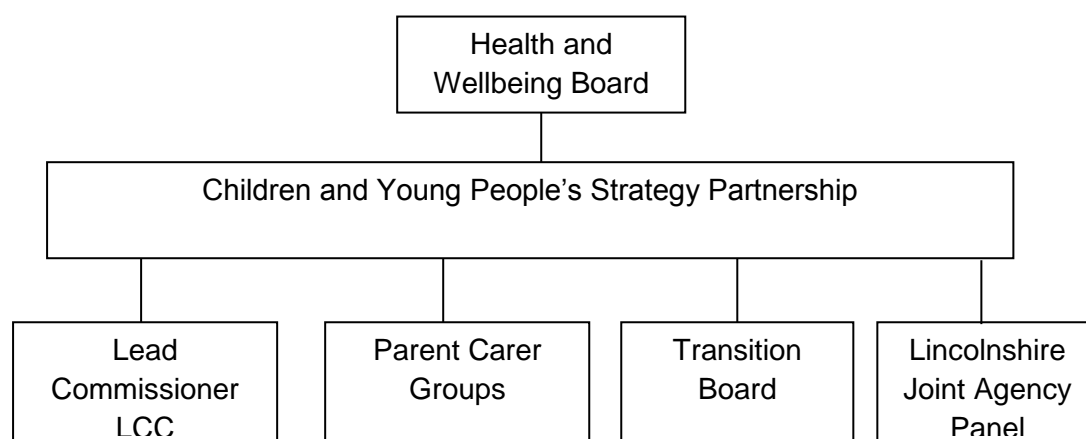 Health and
Wellbeing Board
Children and Young People’s Strategy Partnership
Lead
Commissioner
LCC
Parent Carer
Groups
Transition
Board
Lincolnshire
Joint Agency
Panel